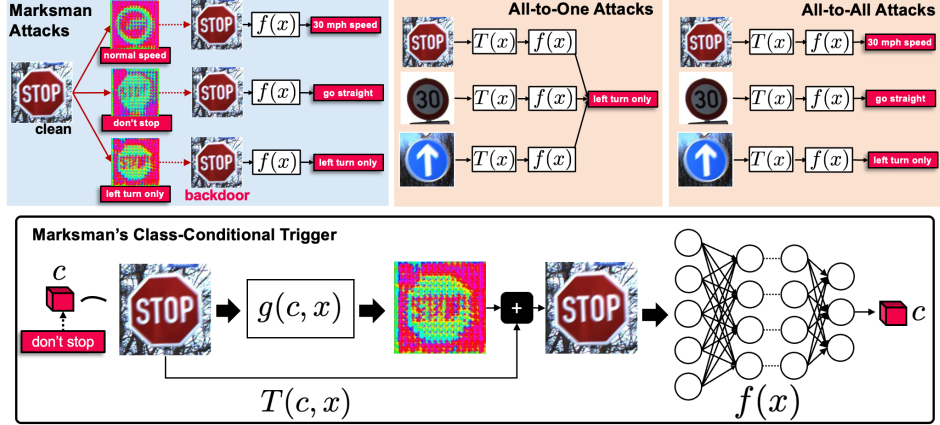 Marksman
Attacks
STOP
clean
normal speed
don't stop
left turn only
STOP
f(x)
30 mph speed
STOP
f(x)
go straight
STOP
f(x)
left turn only
backdoor
All-to-One Attacks
STOP
T(x)
f(x)
30
T(x)
f(x)
left turn only
T(x)
f(x)
All-to-All Attacks
STOP
T(x)
f(x)
30 mph speed
30
T(x)
f(x)
go straight
T(x)
f(x)
left turn only
Marksman's Class-Conditional Trigger
c
don't stop
STOP
g(c, x)
STOP
+
STOP
T(c, x)
f(x)
c